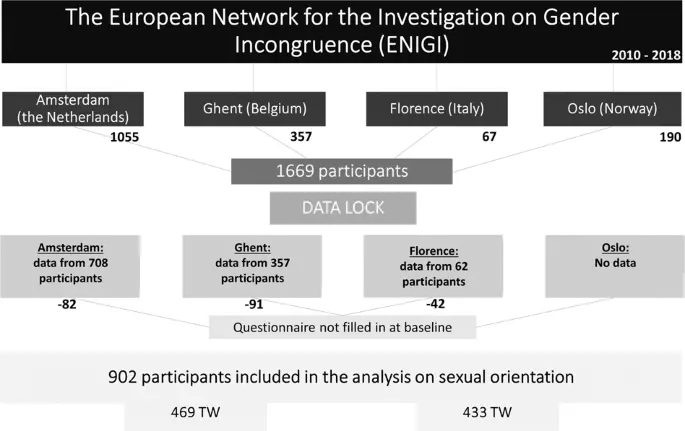 The European Network for the Investigation on Gender
Incongruence (ENIGI)
2010 - 2018
Amsterdam
(the Netherlands)
1055
Ghent (Belgium)
357
Florence (Italy)
67
Oslo (Norway)
190
1669 participants
DATA LOCK
Amsterdam:
data from 708
participants
-82
Ghent:
data from 357
participants
-91
Florence:
data from 62
participants
-42
Oslo:
No data
Questionnaire not filled in at baseline
902 participants included in the analysis on sexual orientation
469 TW
433 TW